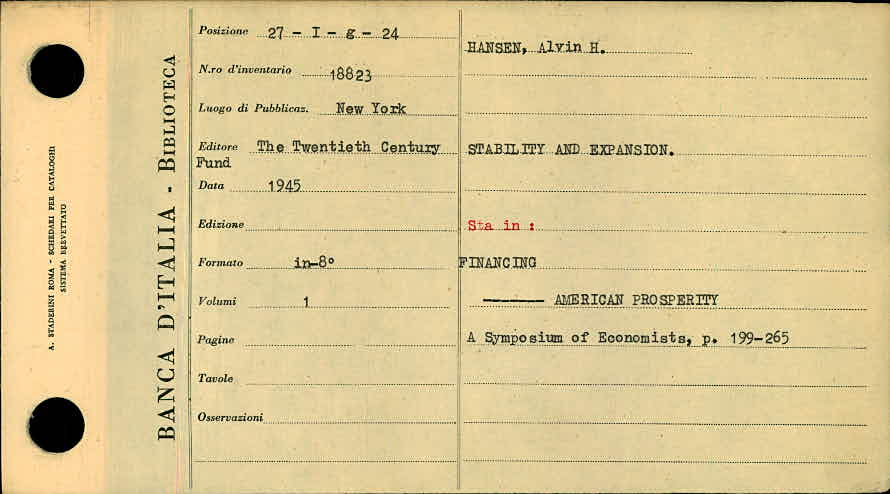 A. STADERINI ROMA - SCHEDARI PER CATALOGHI
SISTEMA BREVETTATO
BANCA D'ITALIA - BIBLIOTECA
Posizione 27 - I - g - 24
N.ro d'inventario 18823
Luogo di Pubblicaz. New York
Editore The Twentieth Century
Fund
Data 1945
Edizione
Formato in-8°
Volumi 1
Pagine
Tavole
Osservazioni
HANSEN, Alvin H.
STABILITY AND EXPANSION.
Sta in :
FINANCING
——— AMERICAN PROSPERITY
A Symposium of Economists, p. 199-265